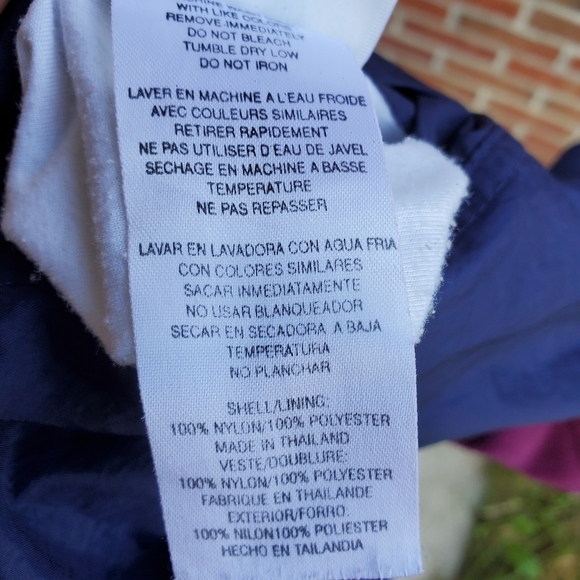 WITH LIKE COLORS
REMOVE IMMEDIATELY
DO NOT BLEACH
TUMBLE DRY LOW
DO NOT IRON
LAVER EN MACHINE A L'EAU FROIDE
AVEC COULEURS SIMILAIRES
RETIRER RAPIDEMENT
NE PAS UTILISER D'EAU DE JAVEL
SECHAGE EN MACHINE A BASSE
TEMPERATURE
NE PAS REPASSER
LAVAR EN LAVADORA CON AGUA FRIA
CON COLORES SIMILARES
SACAR INMEDIATAMENTE
NO USAR BLANQUEADOR
SECAR EN SECADORA A BAJA
TEMPERATURA
NO PLANCHAR
SHELL/LINING:
100% NYLON/100% POLYESTER
MADE IN THAILAND
VESTE/DOUBLURE:
100% NYLON/100% POLYESTER
FABRIQUE EN THAILANDE
EXTERIOR/FORRO:
100% NILON100% POLIESTER
HECHO EN TAILANDIA